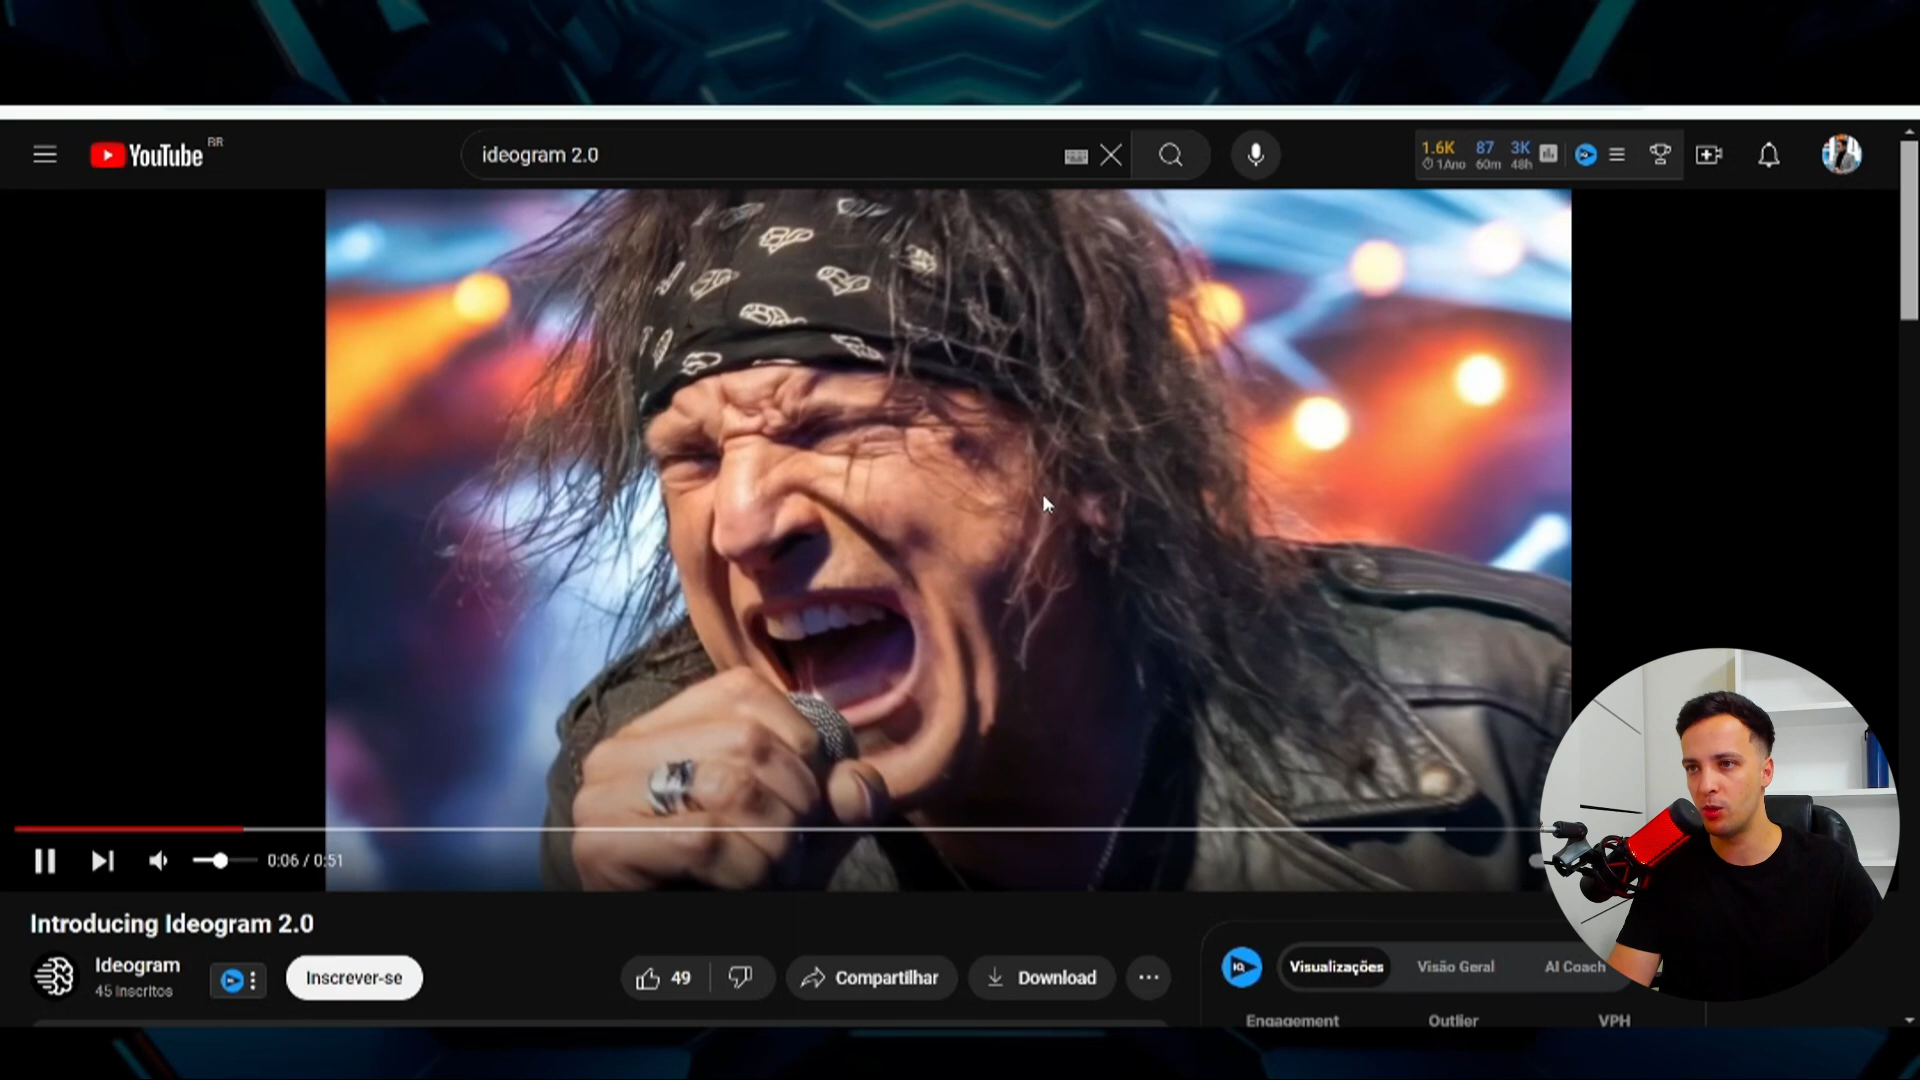 YouTube BR
ideogram 2.0
1.6K 87 3K
1Ano 60m 48h
0:06 / 0:51
Introducing Ideogram 2.0
Ideogram
45 Inscritos
Inscrever-se
49
Compartilhar
Download
IQ
Visualizações
Visão Geral
AI Coach
Engagement
Outlier
VPH